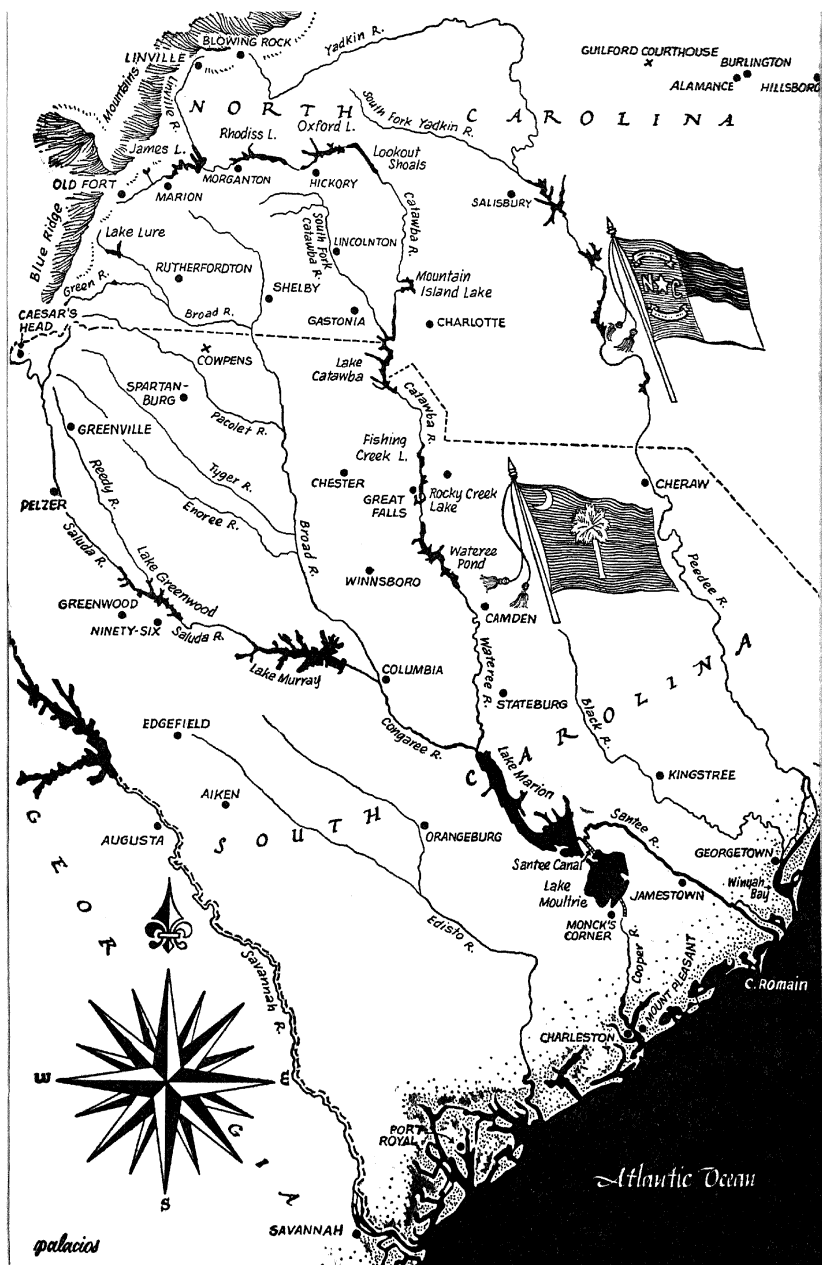 BLOWING ROCK
Yadkin R.
LINVILLE
GUILFORD COURTHOUSE
BURLINGTON
ALAMANCE
HILLSBORO
Mountains
Linville R.
NORTH CAROLINA
South Fork Yadkin R.
James L.
Rhodiss L.
Oxford L.
Lookout
Shoals
OLD FORT
MARION
MORGANTON
HICKORY
SALISBURY
Blue Ridge
Lake Lure
Catawba R.
South Fork
Catawba R.
LINCOLNTON
RUTHERFORDTON
Green R.
SHELBY
Mountain
Island Lake
N C
CAESAR'S
HEAD
Broad R.
GASTONIA
CHARLOTTE
COWPENS
Lake
Catawba
SPARTAN-
BURG
Catawba R.
Pacolet R.
GREENVILLE
Fishing
Creek L.
Reedy R.
Tyger R.
CHESTER
GREAT
FALLS
Rocky Creek
Lake
CHERAW
PELZER
Enoree R.
Saluda R.
Broad R.
Lake Greenwood
Wateree
Pond
WINNSBORO
Peedee R.
GREENWOOD
NINETY-SIX
Saluda R.
CAMDEN
Lake Murray
COLUMBIA
Wateree R.
STATEBURG
Black R.
EDGEFIELD
Congaree R.
SOUTH CAROLINA
Lake Marion
KINGSTREE
AIKEN
AUGUSTA
ORANGEBURG
Santee R.
Santee Canal
GEORGETOWN
Lake
Moultrie
JAMESTOWN
Winyah
Bay
MONCK'S
CORNER
Edisto R.
Savannah R.
Cooper R.
MOUNT PLEASANT
C. Romain
CHARLESTON
W
E
S
GEORGIA
PORT
ROYAL
Atlantic Ocean
SAVANNAH
palacios